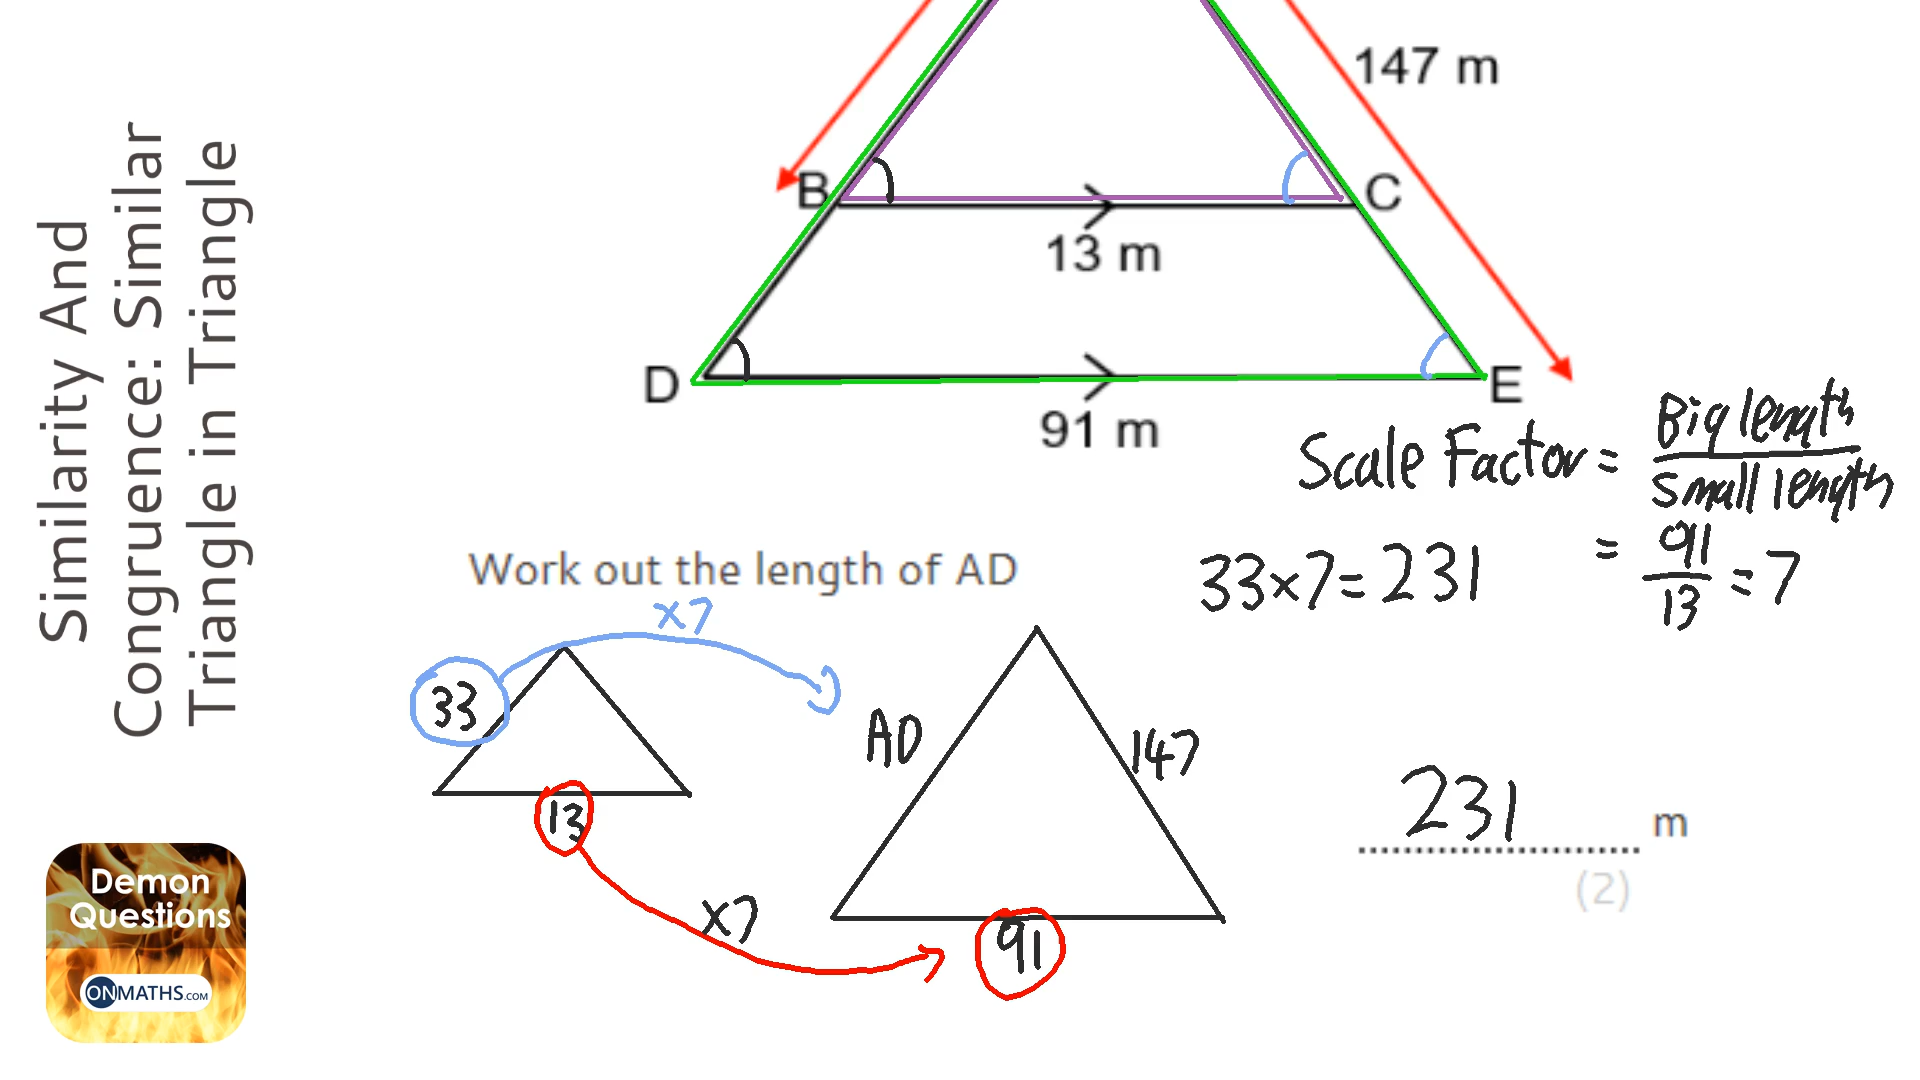 Similarity And
Congruence: Similar
Triangle in Triangle
147 m
B
C
13 m
D
E
91 m
Scale Factor = Big length
small length
= 91
13
= 7
Work out the length of AD
33×7=231
×7
33
13
×7
AD
147
91
231 m
(2)
Demon
Questions
ONMATHS.COM